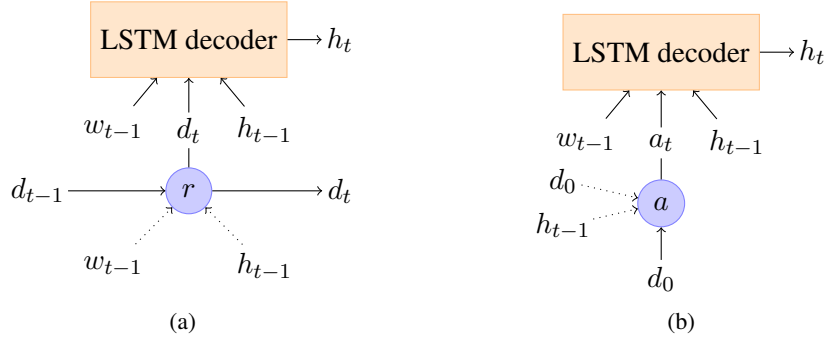 LSTM decoder
h_t
w_{t-1}
d_t
h_{t-1}
d_{t-1}
r
d_t
w_{t-1}
h_{t-1}
(a)
LSTM decoder
h_t
w_{t-1}
a_t
h_{t-1}
d_0
h_{t-1}
a
d_0
(b)